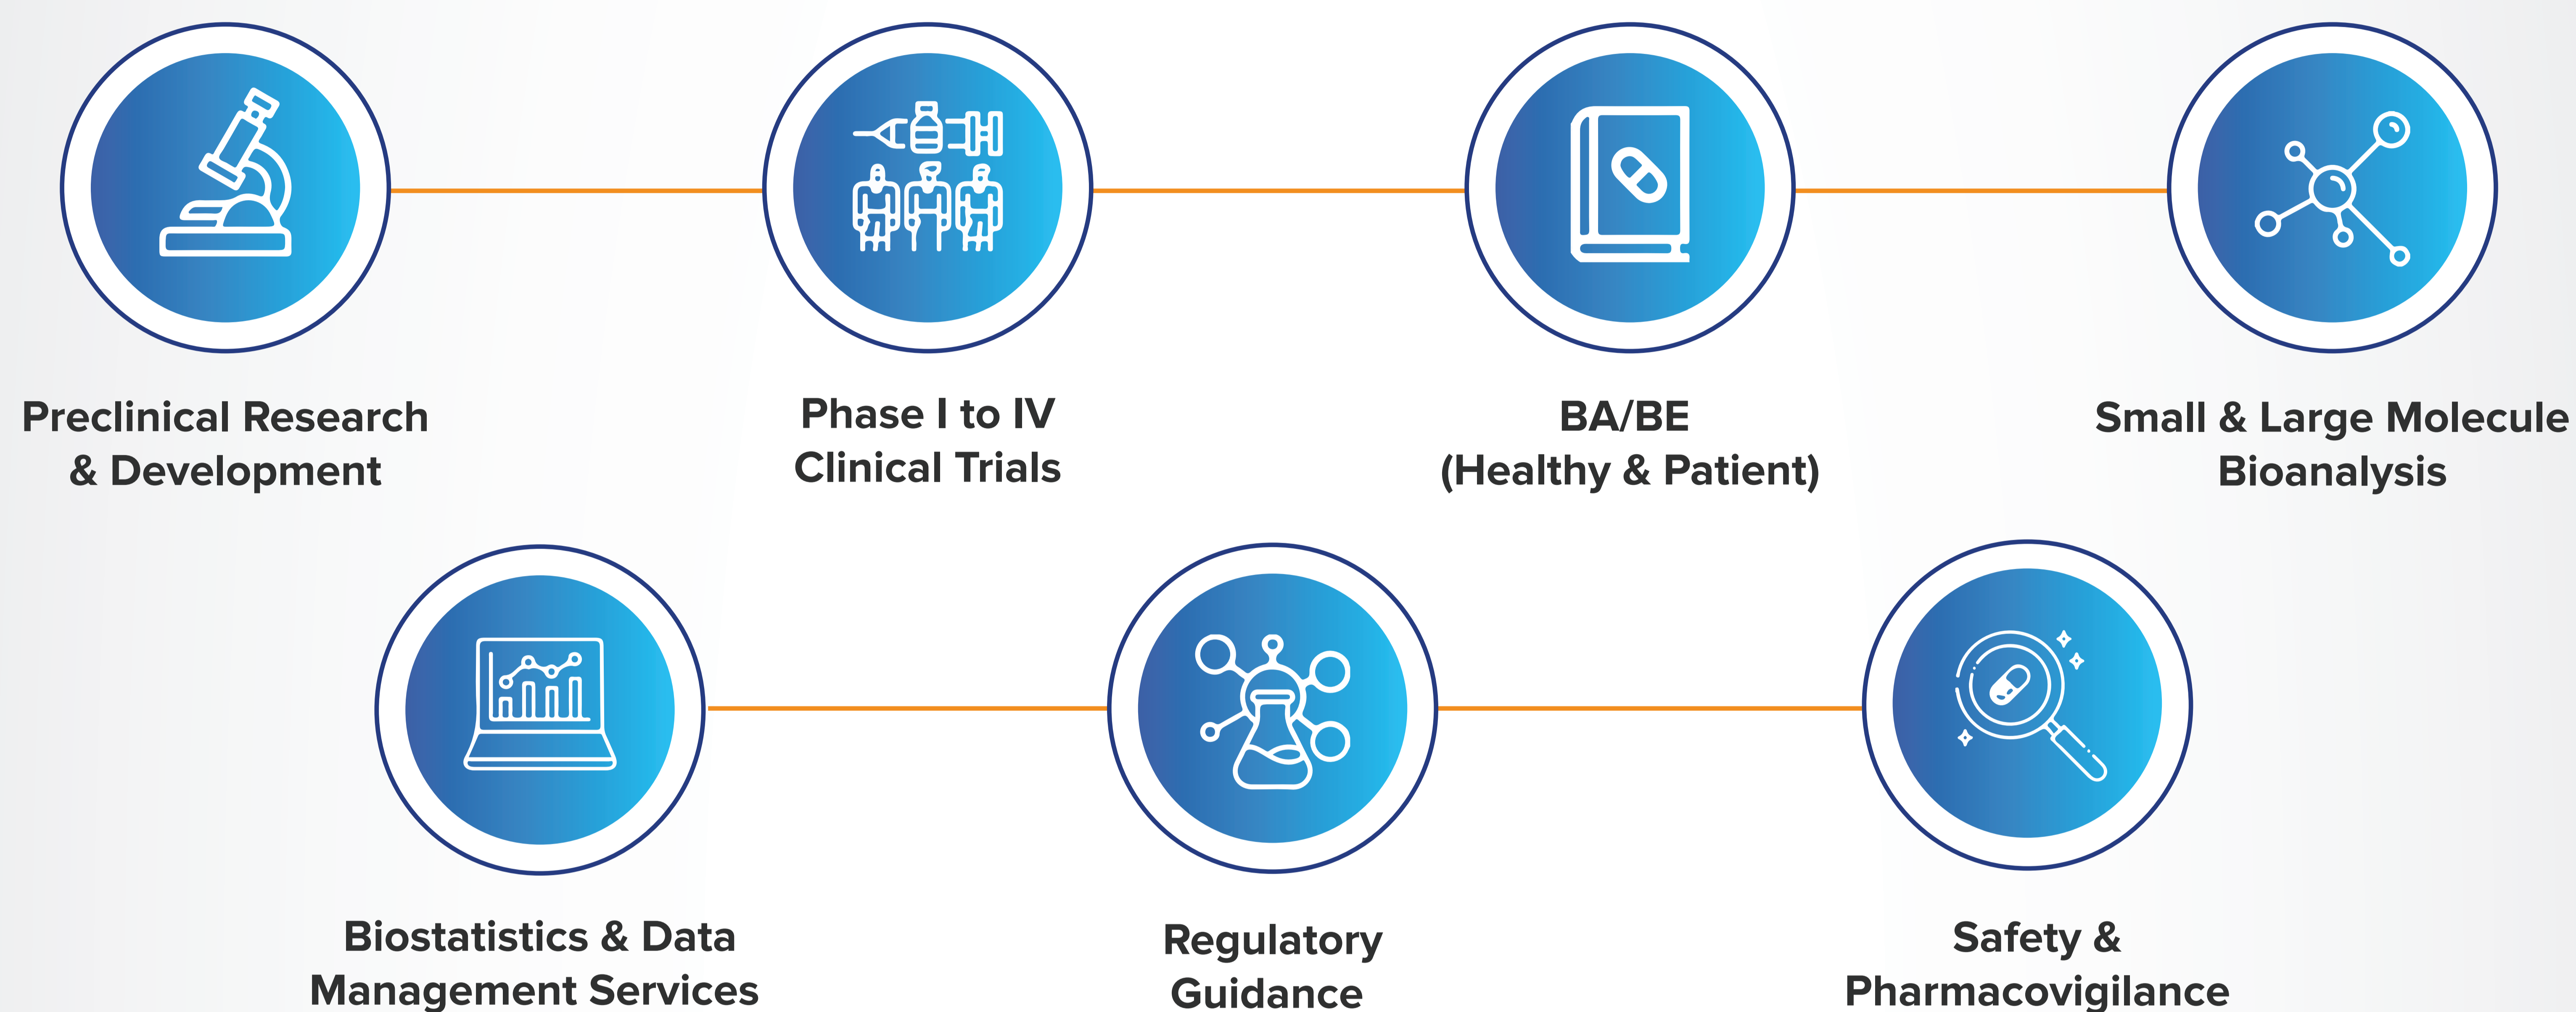 Preclinical Research
& Development
Phase I to IV
Clinical Trials
BA/BE
(Healthy & Patient)
Small & Large Molecule
Bioanalysis
Biostatistics & Data
Management Services
Regulatory
Guidance
Safety &
Pharmacovigilance